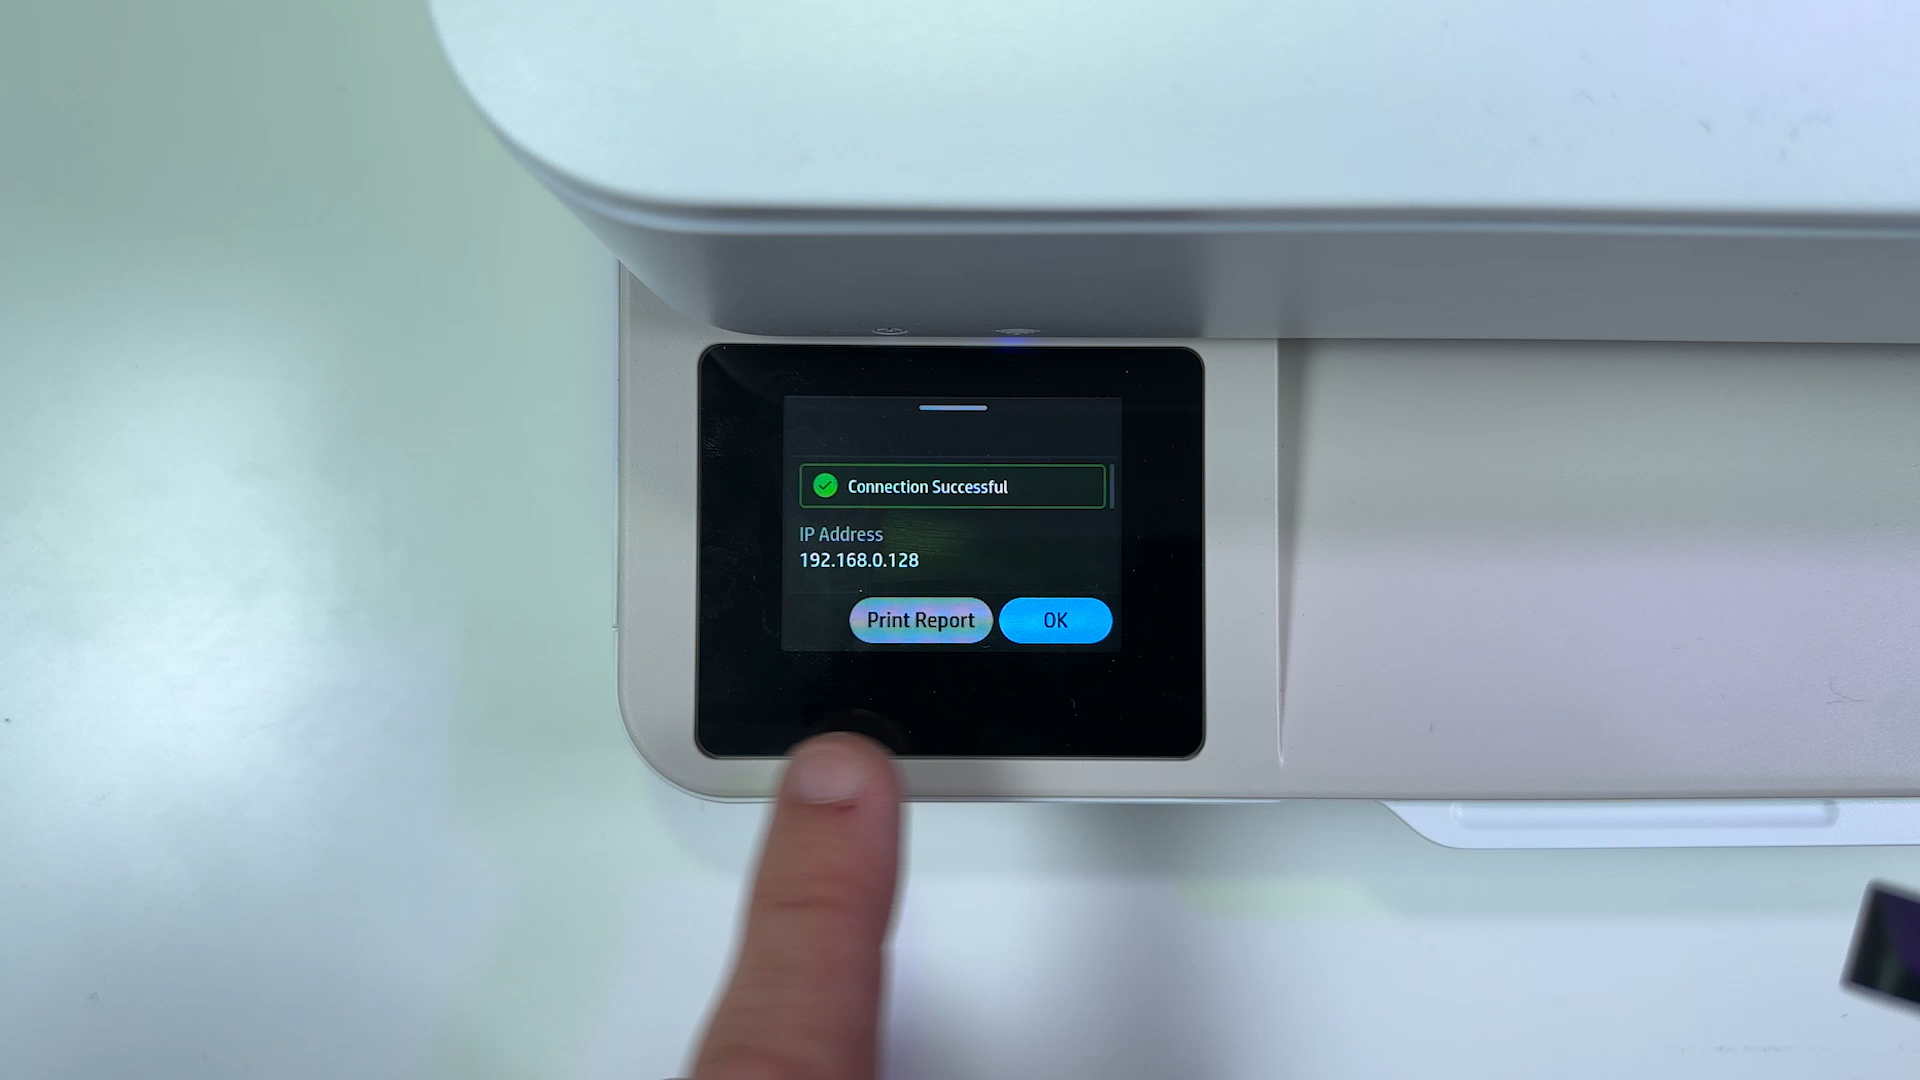 Connection Successful
IP Address
192.168.0.128
Print Report
OK